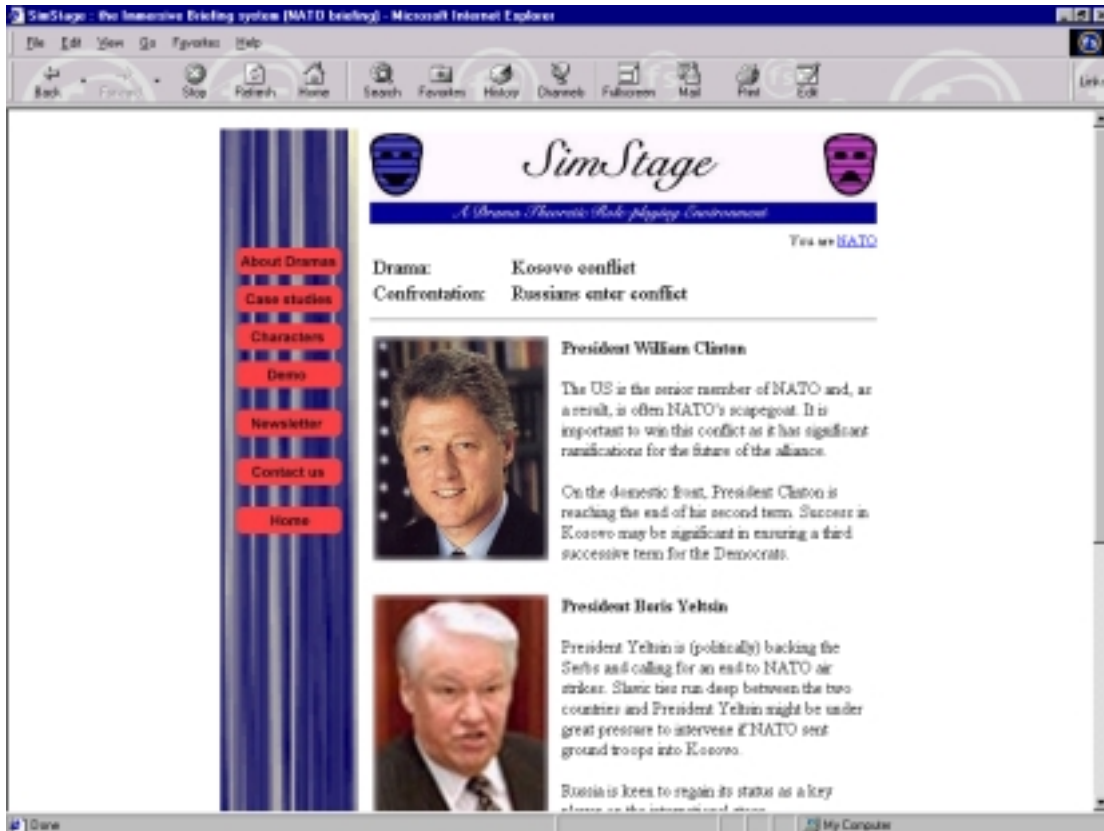 SimStage : the Immersive Briefing system (NATO briefing) - Microsoft Internet Explorer
File Edit View Go Favorites Help
Back Forward Stop Refresh Home Search Favorites History Channels Fullscreen Mail Print Edit
SimStage
A Drama-Theoretic Role-playing Environment
You are NATO
About Dramas
Case studies
Characters
Demo
Newsletter
Contact us
Home
Drama: Kosovo conflict
Confrontation: Russians enter conflict
President William Clinton
The US is the senior member of NATO and, as
a result, is often NATO's scapegoat. It is
important to win this conflict as it has significant
ramifications for the future of the alliance.
On the domestic front, President Clinton is
reaching the end of his second term. Success in
Kosovo may be significant in ensuring a third
successive term for the Democrats.
President Boris Yeltsin
President Yeltsin is (politically) backing the
Serbs and calling for an end to NATO air
strikes. Slavic ties run deep between the two
countries and President Yeltsin might be under
great pressure to intervene if NATO sent
ground troops into Kosovo.
Russia is keen to regain its status as a key
Done
My Computer